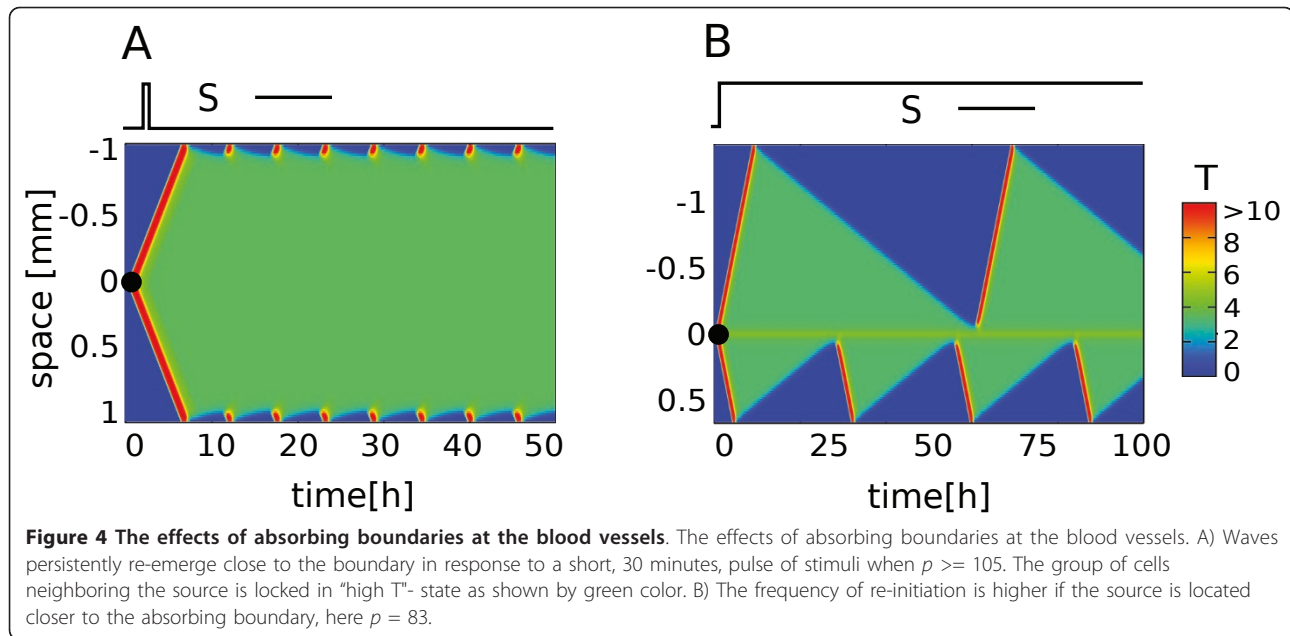 A
B
S
S
-1
-0.5
0
0.5
1
space [mm]
0 10 20 30 40 50
time[h]
-1
-0.5
0
0.5
0 25 50 75 100
time[h]
T
>10
8
6
4
2
0
Figure 4 The effects of absorbing boundaries at the blood vessels. The effects of absorbing boundaries at the blood vessels. A) Waves
persistently re-emerge close to the boundary in response to a short, 30 minutes, pulse of stimuli when p >= 105. The group of cells
neighboring the source is locked in "high T"- state as shown by green color. B) The frequency of re-initiation is higher if the source is located
closer to the absorbing boundary, here p = 83.